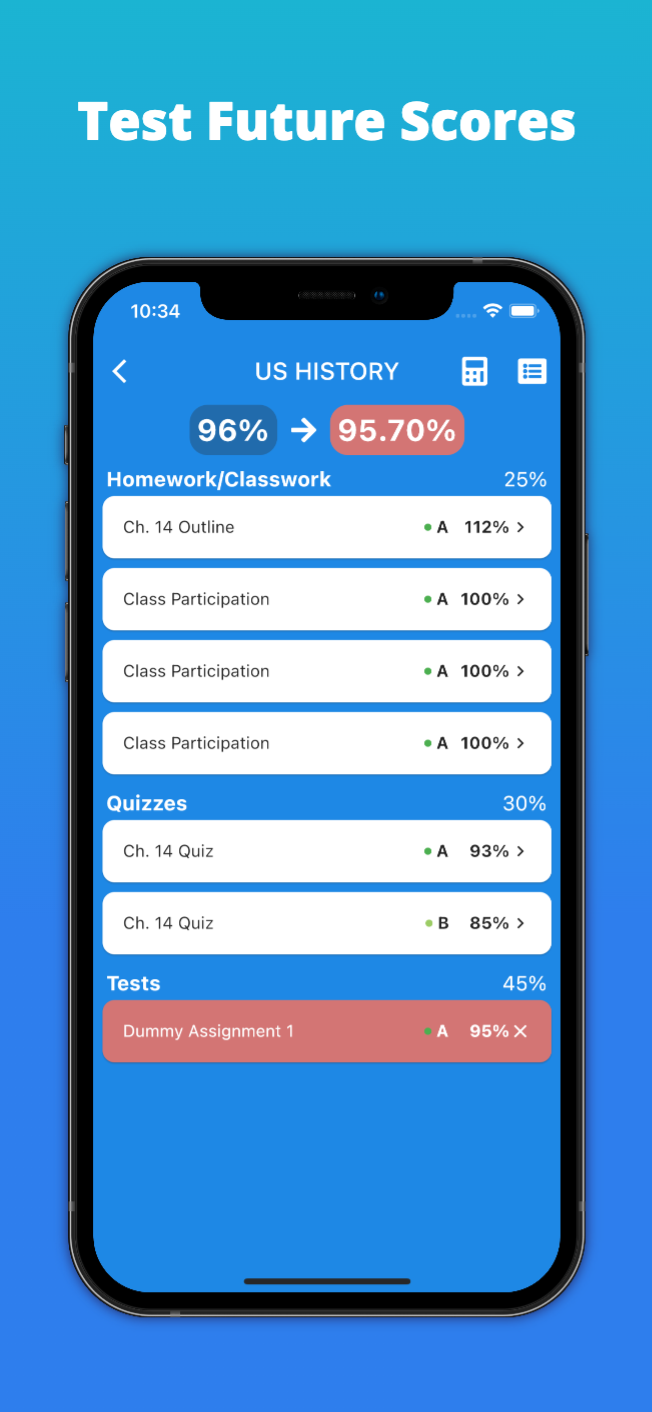 Test Future Scores
10:34
US HISTORY
96% → 95.70%
Homework/Classwork 25%
Ch. 14 Outline A 112% >
Class Participation A 100% >
Class Participation A 100% >
Class Participation A 100% >
Quizzes 30%
Ch. 14 Quiz A 93% >
Ch. 14 Quiz B 85% >
Tests 45%
Dummy Assignment 1 A 95% ×